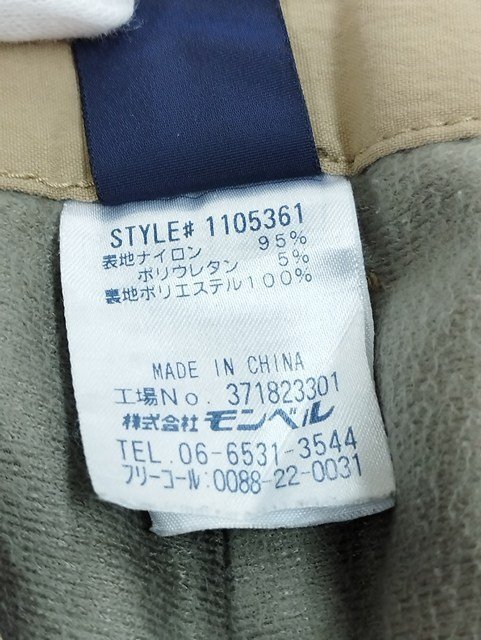 STYLE# 1105361
表地ナイロン 95%
ポリウレタン 5%
裏地ポリエステル100%
MADE IN CHINA
工場No. 371823301
株式会社モンベル
TEL.06-6531-3544
フリーコール:0088-22-0031